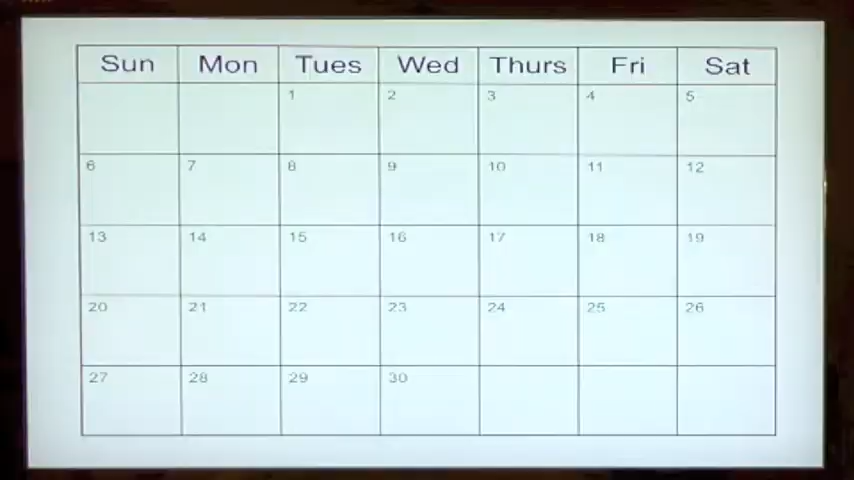 Sun Mon Tues Wed Thurs Fri Sat
1 2 3 4 5
6 7 8 9 10 11 12
13 14 15 16 17 18 19
20 21 22 23 24 25 26
27 28 29 30